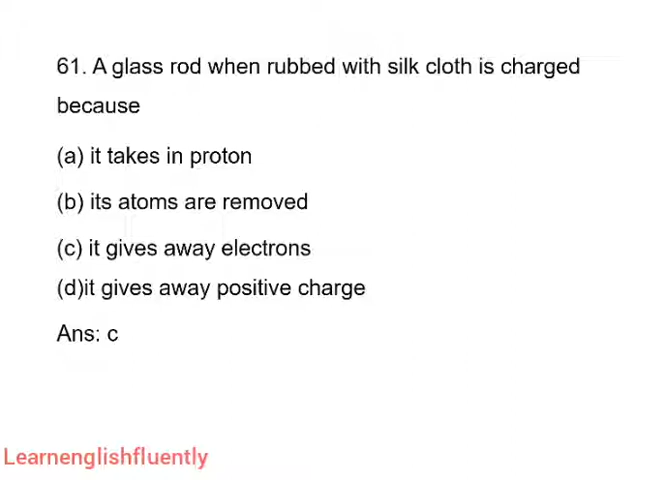 61. A glass rod when rubbed with silk cloth is charged
because
(a) it takes in proton
(b) its atoms are removed
(c) it gives away electrons
(d)it gives away positive charge
Ans: c
Learnenglishfluently